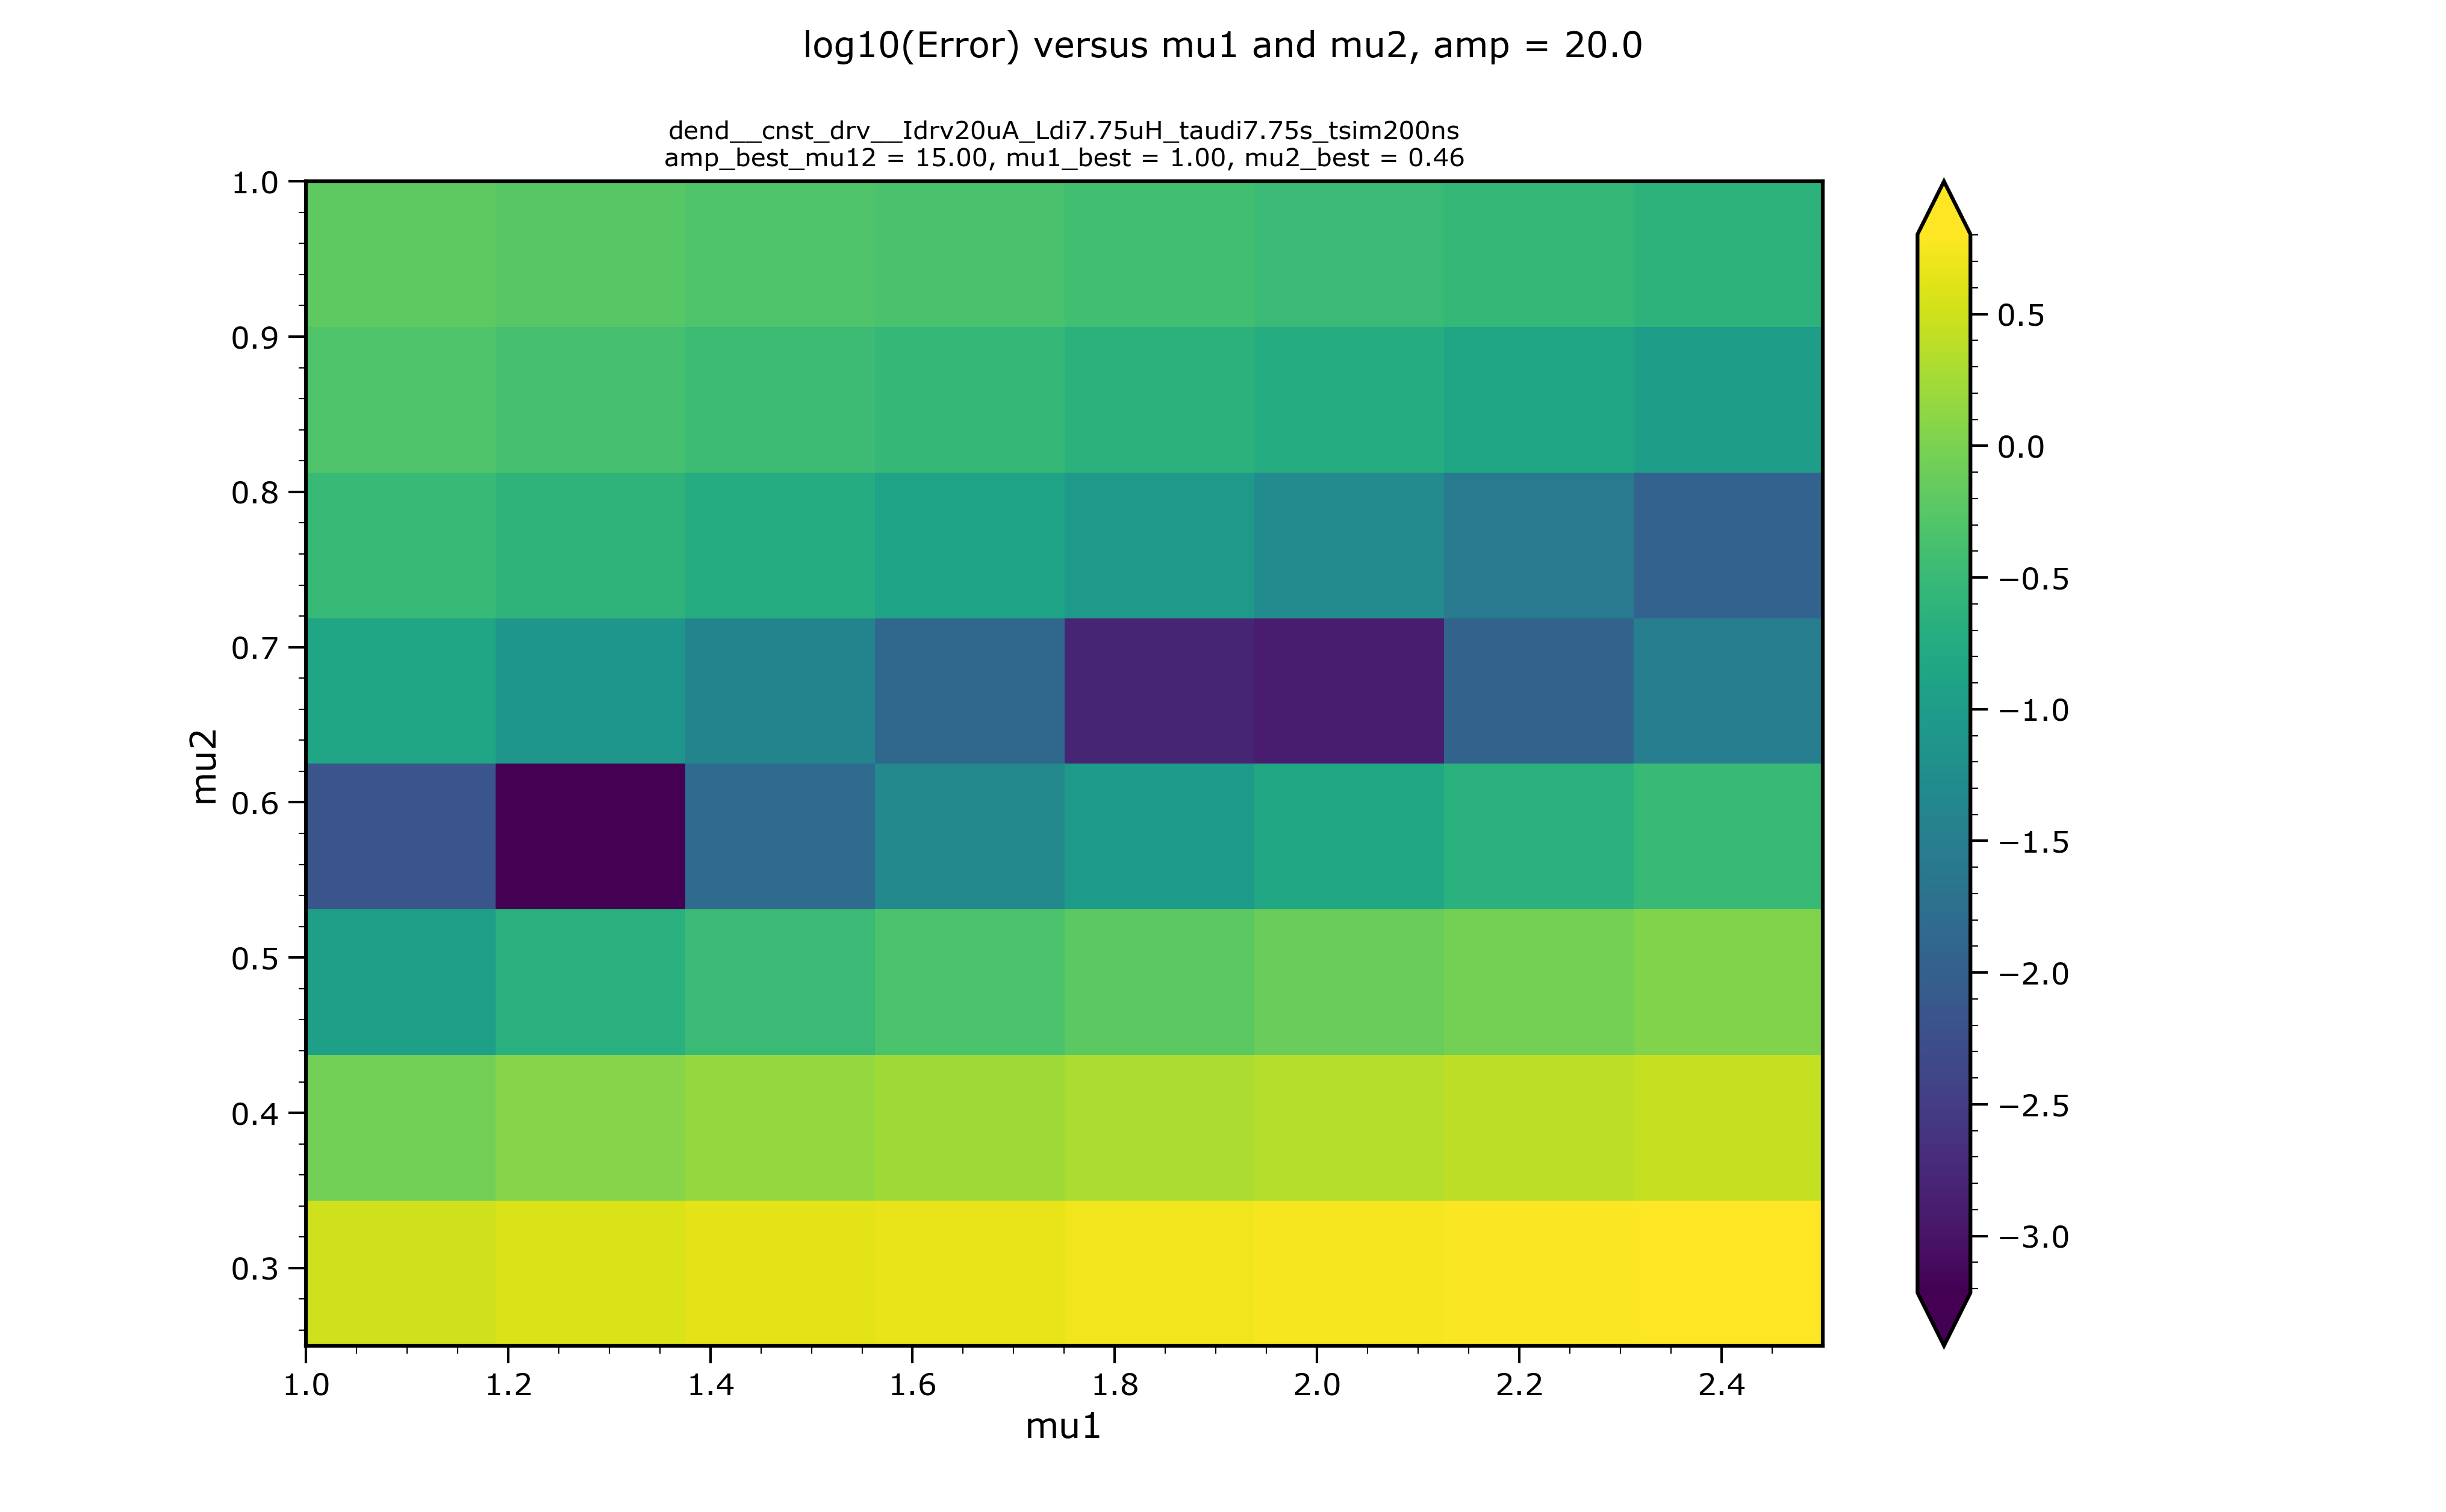 log10(Error) versus mu1 and mu2, amp = 20.0
dend__cnst_drv__Idrv20uA_Ldi7.75uH_taudi7.75s_tsim200ns
amp_best_mu12 = 15.00, mu1_best = 1.00, mu2_best = 0.46
1.0
0.9
0.8
0.7
0.6
0.5
0.4
0.3
mu2
1.0 1.2 1.4 1.6 1.8 2.0 2.2 2.4
mu1
0.5
0.0
−0.5
−1.0
−1.5
−2.0
−2.5
−3.0